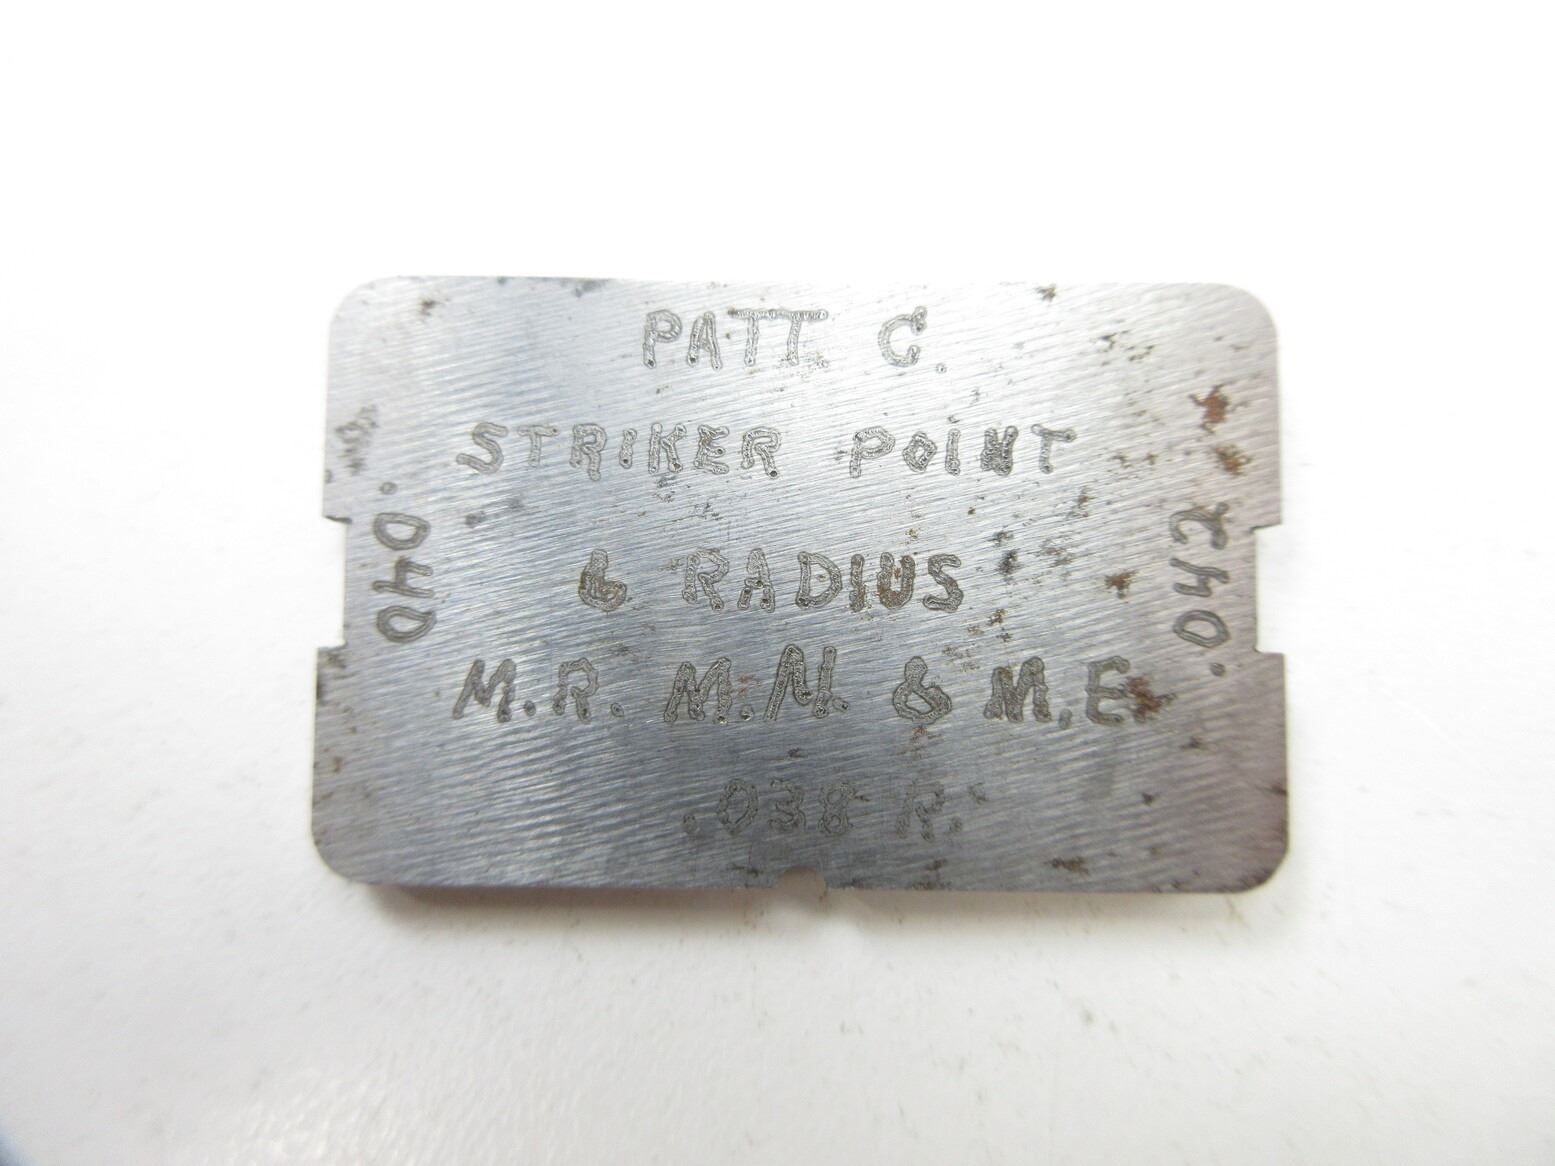 PATT. C.
STRIKER POINT
& RADIUS
M.R. M.N. & M.E.
.038 R.
.040
.042